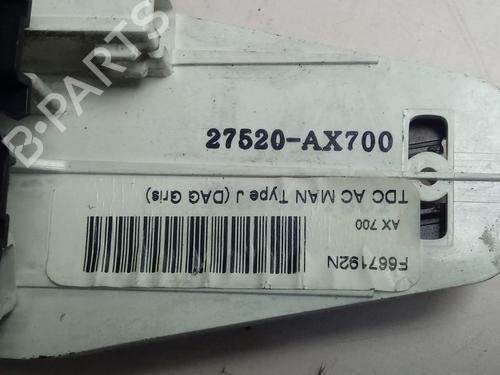 27520-AX700
TDC AC MAN Type J (DAG Gris)
AX 700
F667192N
B-PARTS